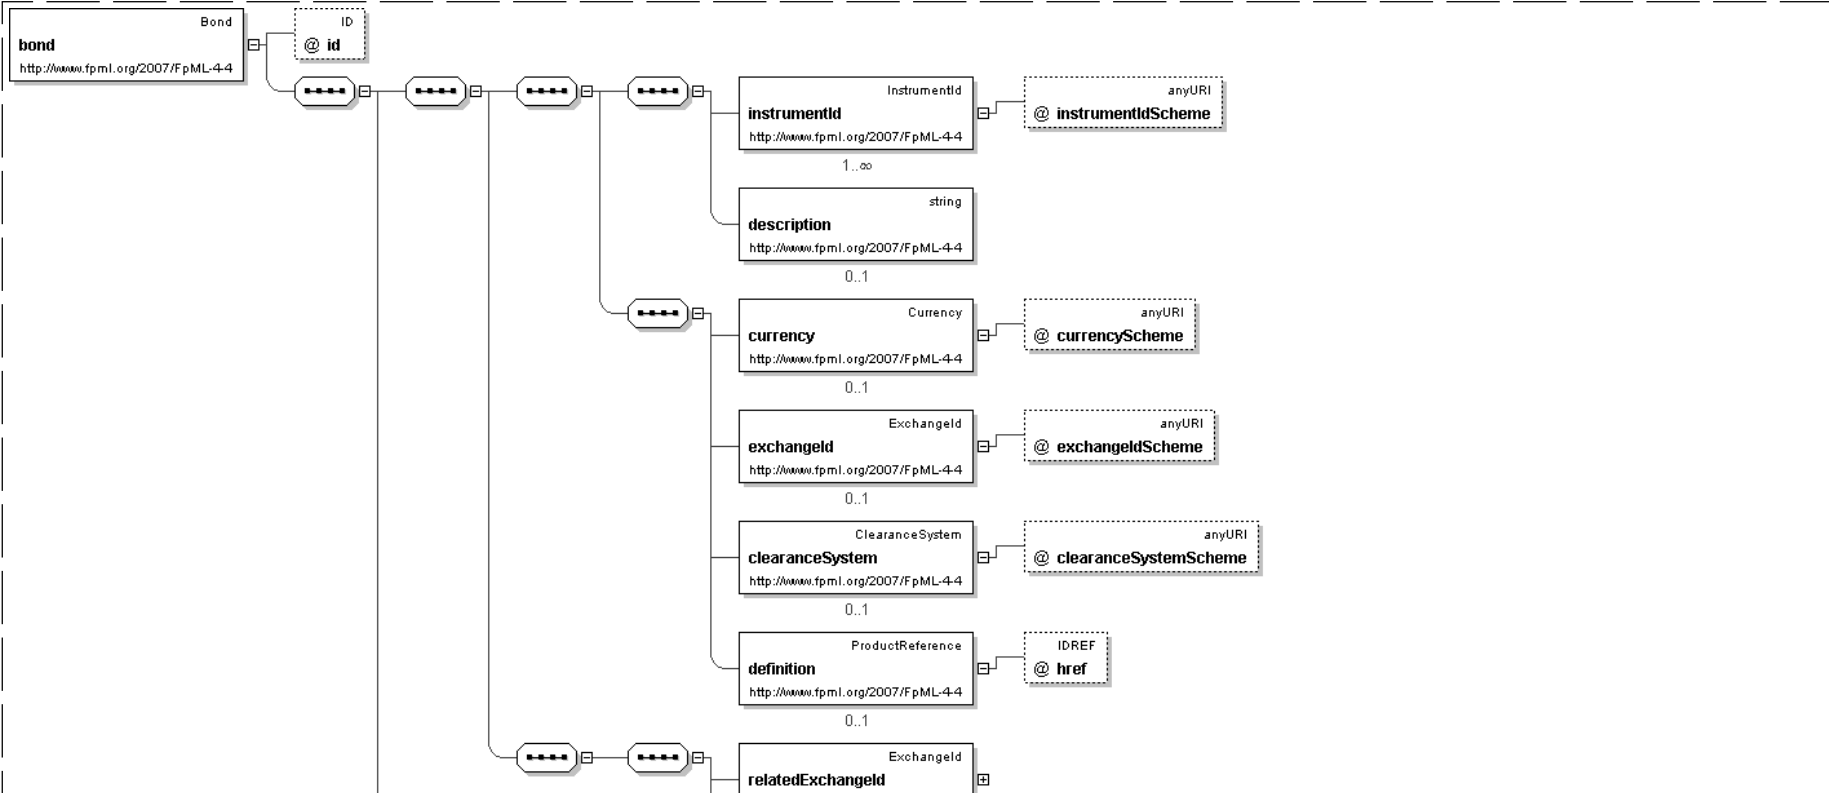 Bond
bond
http://www.fpml.org/2007/FpML-4-4
ID
@ id
InstrumentId
instrumentId
http://www.fpml.org/2007/FpML-4-4
1..∞
anyURI
@ instrumentIdScheme
string
description
http://www.fpml.org/2007/FpML-4-4
0..1
Currency
currency
http://www.fpml.org/2007/FpML-4-4
0..1
anyURI
@ currencyScheme
ExchangeId
exchangeId
http://www.fpml.org/2007/FpML-4-4
0..1
anyURI
@ exchangeIdScheme
ClearanceSystem
clearanceSystem
http://www.fpml.org/2007/FpML-4-4
0..1
anyURI
@ clearanceSystemScheme
ProductReference
definition
http://www.fpml.org/2007/FpML-4-4
0..1
IDREF
@ href
ExchangeId
relatedExchangeId